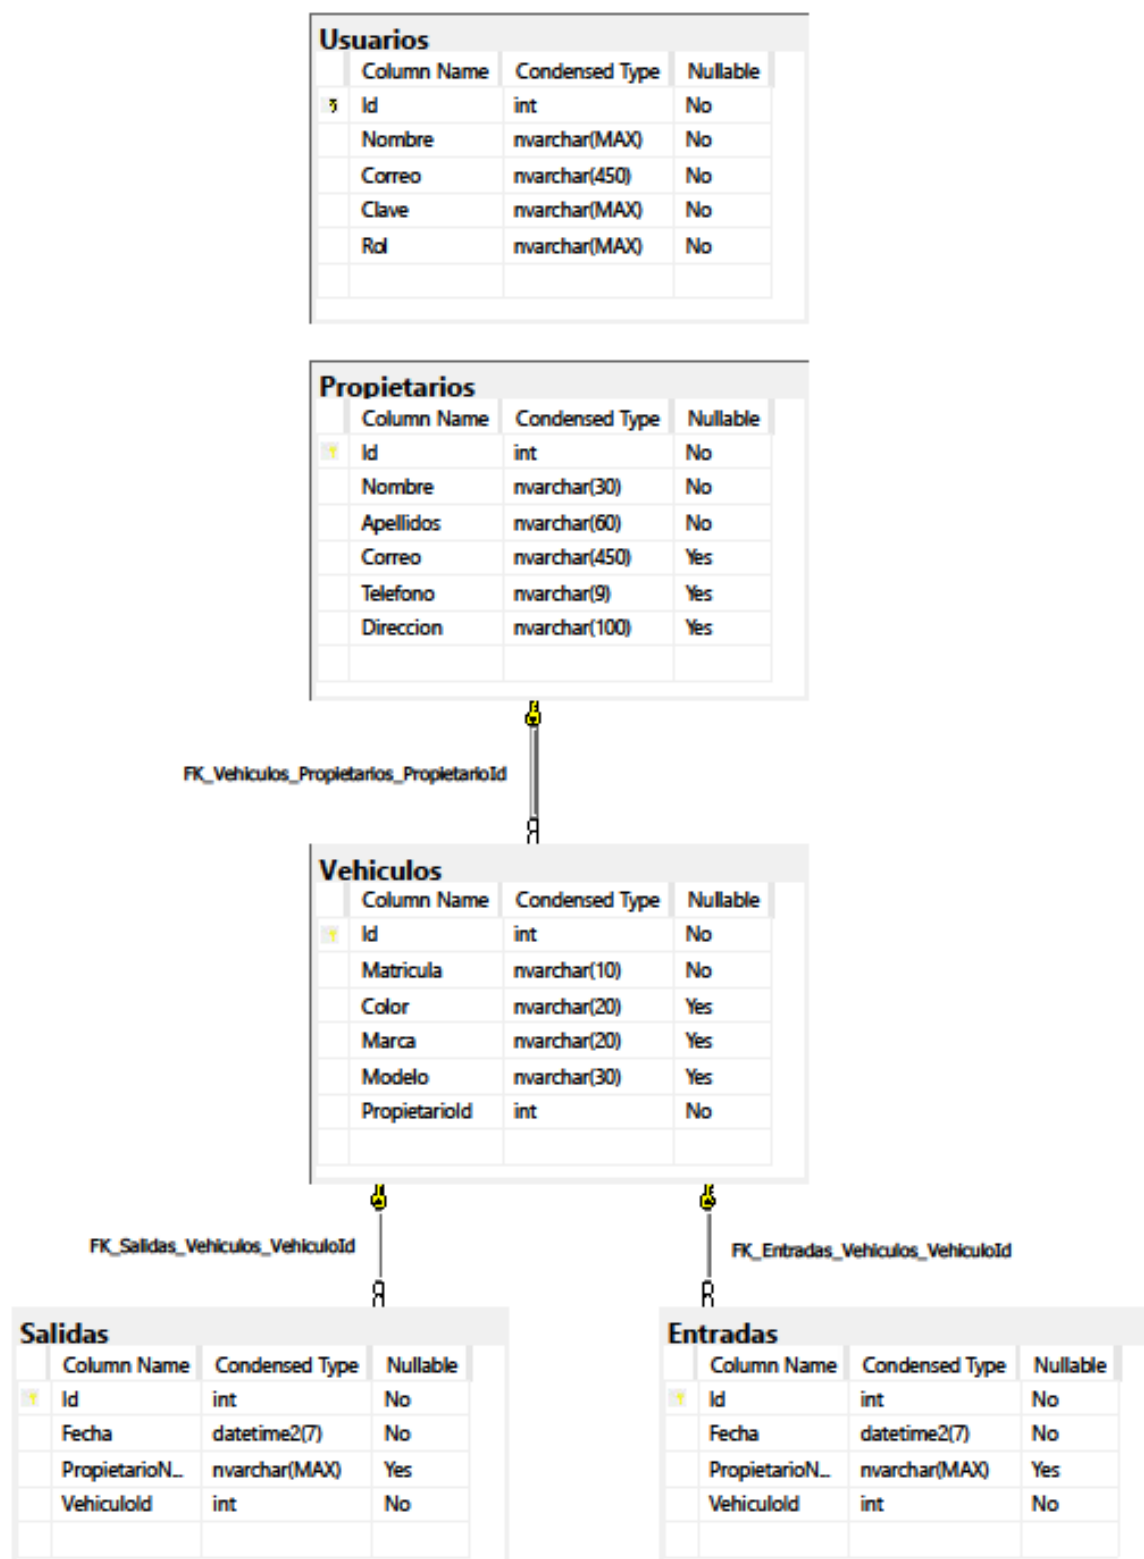 Usuarios
Column Name Condensed Type Nullable
Id int No
Nombre nvarchar(MAX) No
Correo nvarchar(450) No
Clave nvarchar(MAX) No
Rol nvarchar(MAX) No
Propietarios
Column Name Condensed Type Nullable
Id int No
Nombre nvarchar(30) No
Apellidos nvarchar(60) No
Correo nvarchar(450) Yes
Telefono nvarchar(9) Yes
Direccion nvarchar(100) Yes
FK_Vehiculos_Propietarios_PropietarioId
Vehiculos
Column Name Condensed Type Nullable
Id int No
Matricula nvarchar(10) No
Color nvarchar(20) Yes
Marca nvarchar(20) Yes
Modelo nvarchar(30) Yes
PropietarioId int No
FK_Salidas_Vehiculos_VehiculoId
FK_Entradas_Vehiculos_VehiculoId
Salidas
Column Name Condensed Type Nullable
Id int No
Fecha datetime2(7) No
PropietarioN... nvarchar(MAX) Yes
VehiculoId int No
Entradas
Column Name Condensed Type Nullable
Id int No
Fecha datetime2(7) No
PropietarioN... nvarchar(MAX) Yes
VehiculoId int No